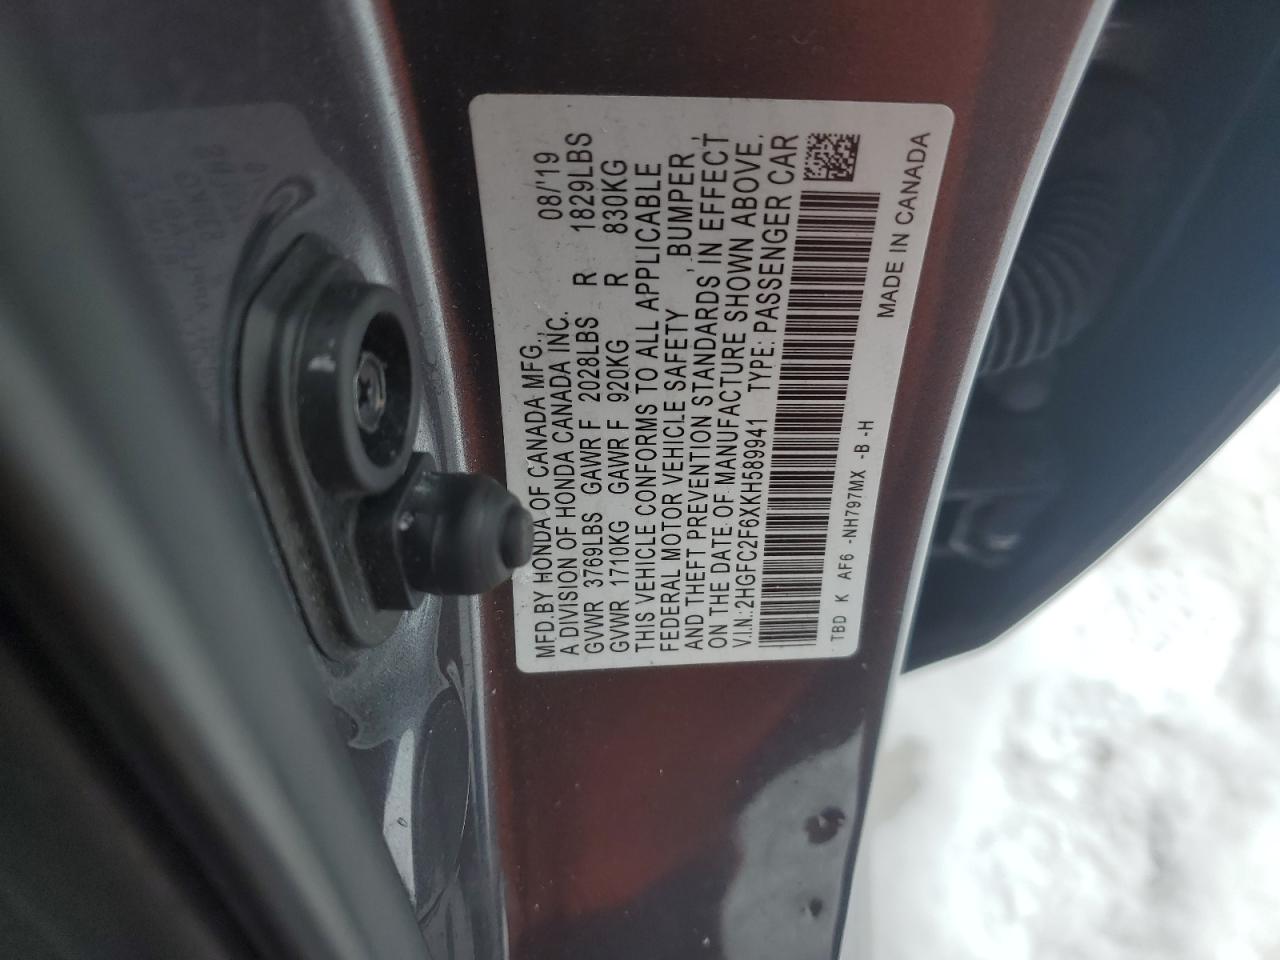 MFD.BY HONDA OF CANADA MFG., 08/'19
A DIVISION OF HONDA CANADA INC.
GVWR 3769LBS GAWR F 2028LBS R 1829LBS
GVWR 1710KG GAWR F 920KG R 830KG
THIS VEHICLE CONFORMS TO ALL APPLICABLE
FEDERAL MOTOR VEHICLE SAFETY , BUMPER ,
AND THEFT PREVENTION STANDARDS IN EFFECT
ON THE DATE OF MANUFACTURE SHOWN ABOVE.
V.I.N.:2HGFC2F6XKH589941 TYPE: PASSENGER CAR
TBD K AF6 -NH797MX -B -H
MADE IN CANADA